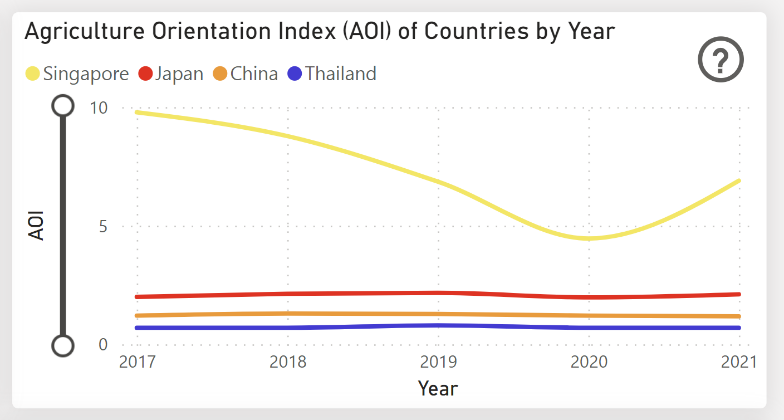 Agriculture Orientation Index (AOI) of Countries by Year
?
Singapore Japan China Thailand
10
5
0
AOI
2017 2018 2019 2020 2021
Year